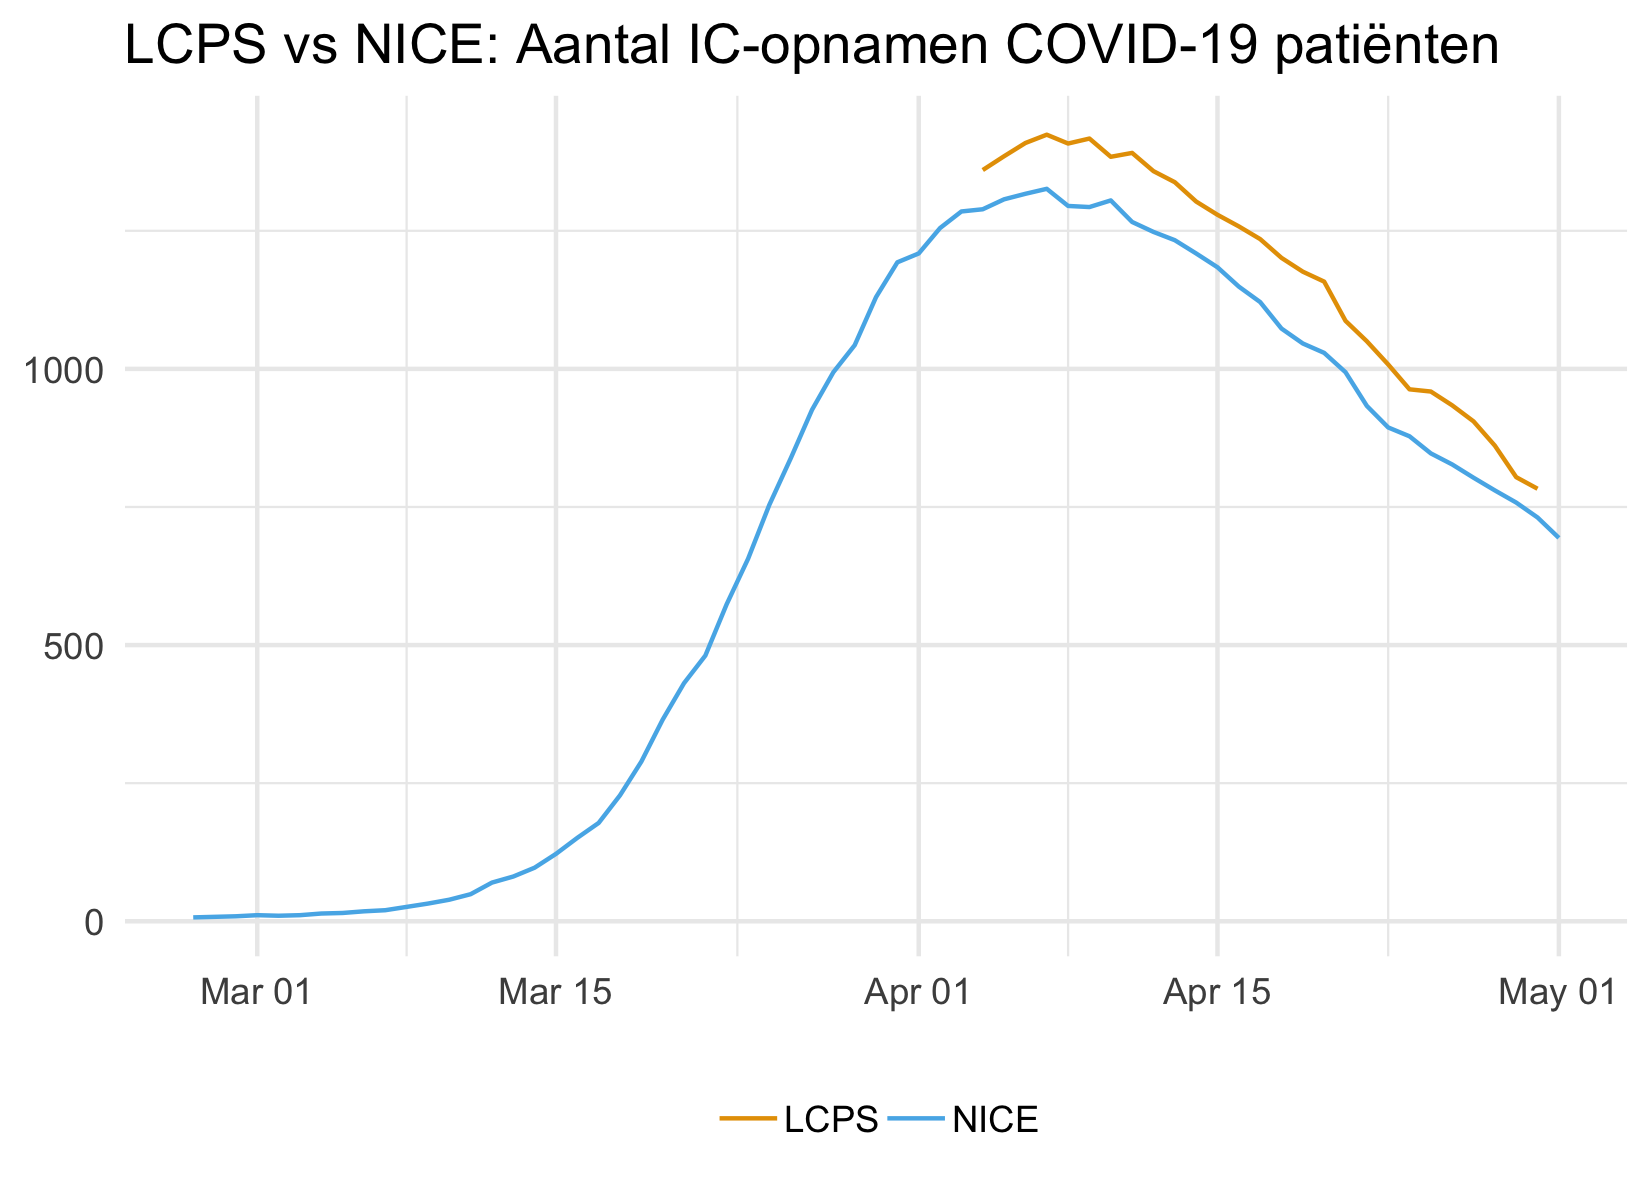 LCPS vs NICE: Aantal IC-opnamen COVID-19 patiënten
1000
500
0
Mar 01 Mar 15 Apr 01 Apr 15 May 01
LCPS NICE